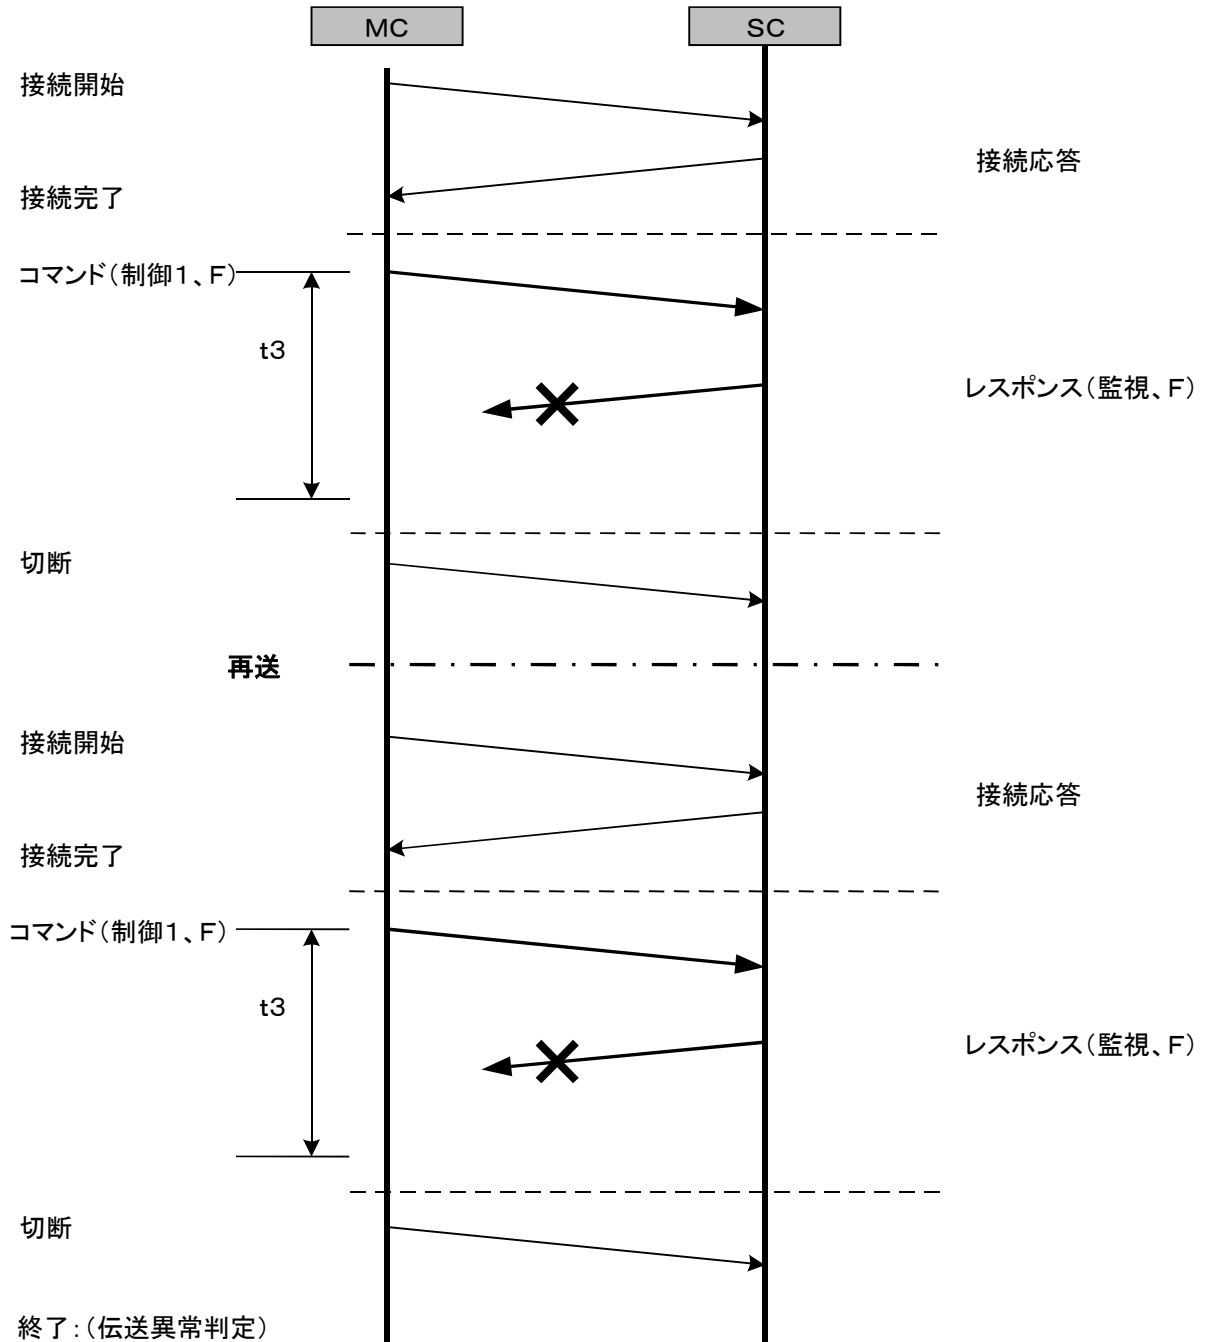 MC
SC
接続開始
接続応答
接続完了
コマンド（制御１、F）
t3
レスポンス（監視、F）
切断
再送
接続開始
接続応答
接続完了
コマンド（制御１、F）
t3
レスポンス（監視、F）
切断
終了：（伝送異常判定）